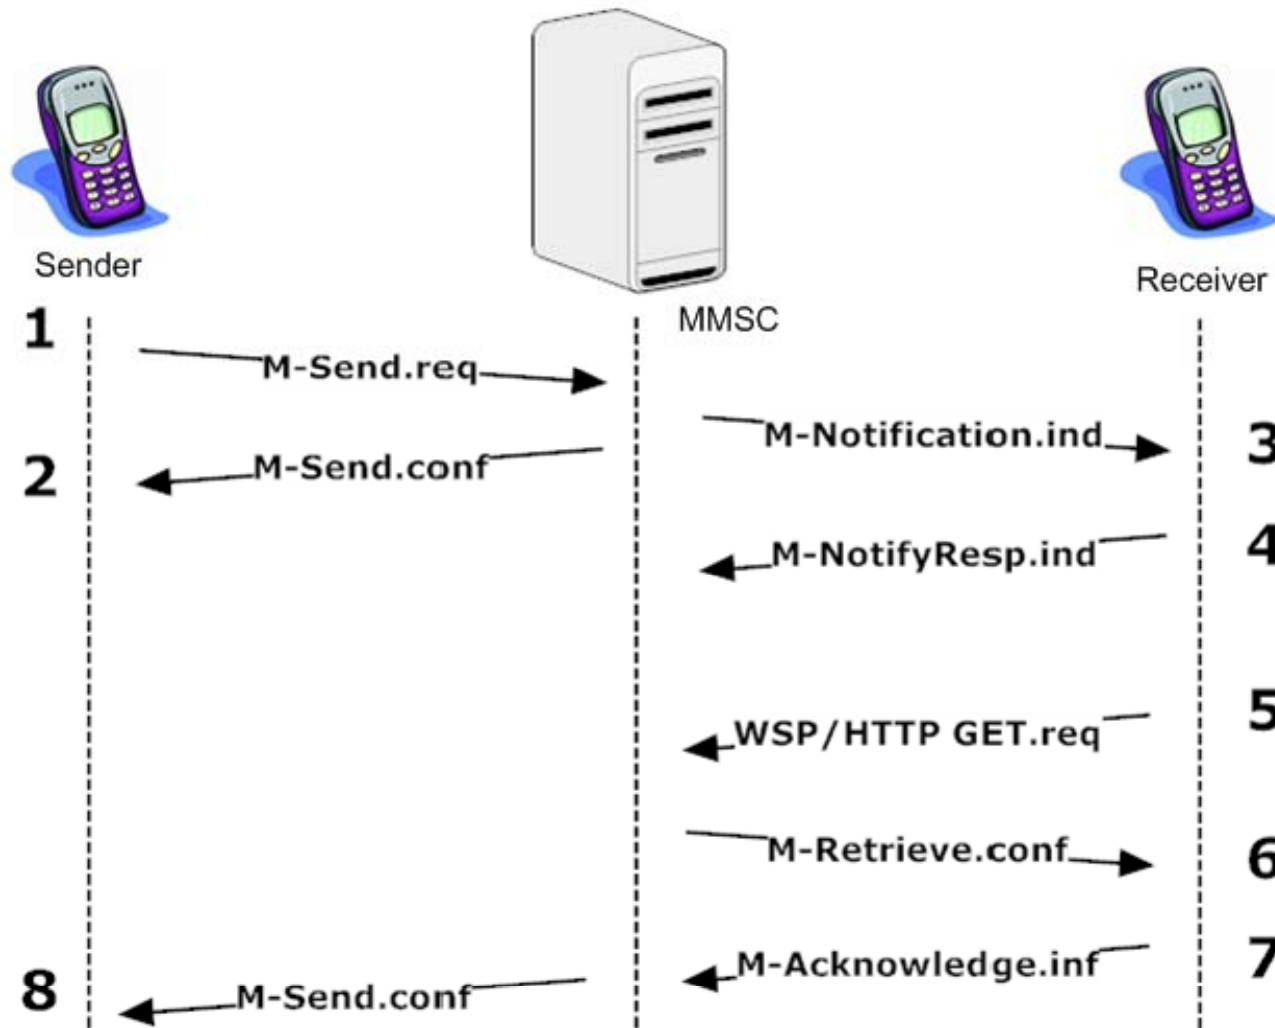 Sender
MMSC
Receiver
1
M-Send.req
M-Notification.ind
3
2
M-Send.conf
M-NotifyResp.ind
4
WSP/HTTP GET.req
5
M-Retrieve.conf
6
M-Acknowledge.inf
7
8
M-Send.conf